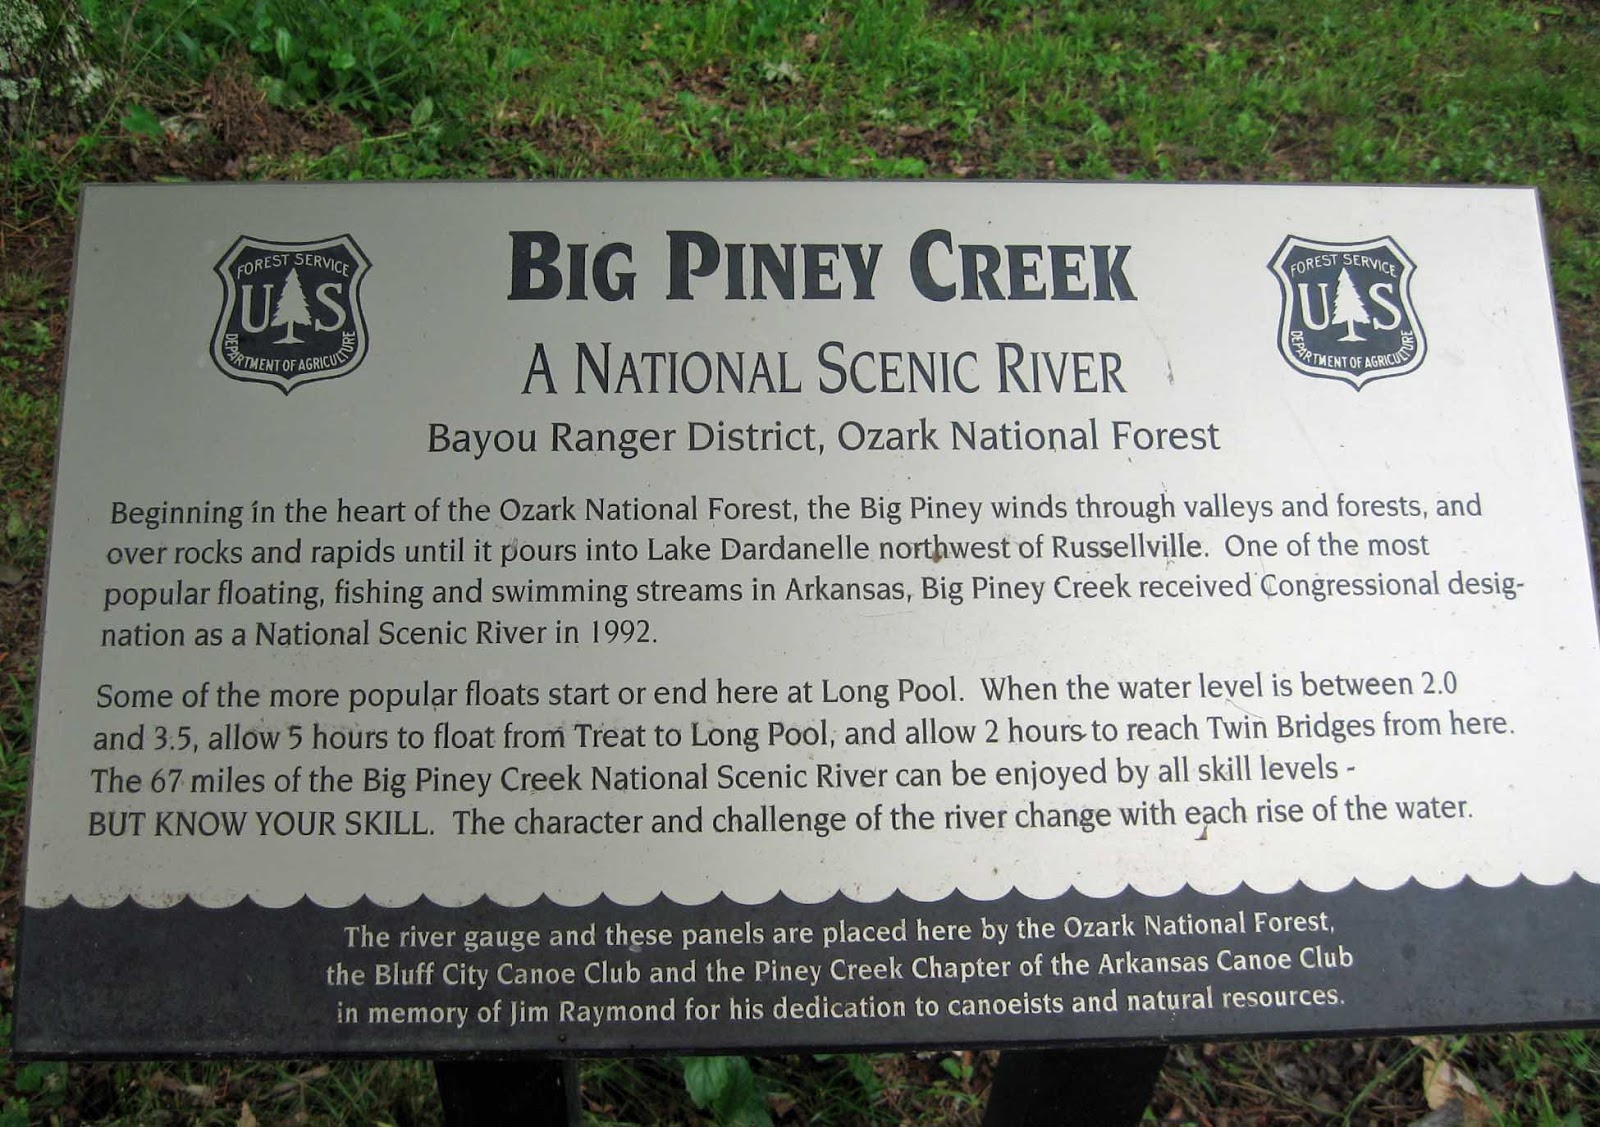 BIG PINEY CREEK
A NATIONAL SCENIC RIVER
Bayou Ranger District, Ozark National Forest
FOREST SERVICE
US
DEPARTMENT OF AGRICULTURE
FOREST SERVICE
US
DEPARTMENT OF AGRICULTURE
Beginning in the heart of the Ozark National Forest, the Big Piney winds through valleys and forests, and
over rocks and rapids until it pours into Lake Dardanelle northwest of Russellville. One of the most
popular floating, fishing and swimming streams in Arkansas, Big Piney Creek received Congressional desig-
nation as a National Scenic River in 1992.
Some of the more popular floats start or end here at Long Pool. When the water level is between 2.0
and 3.5, allow 5 hours to float from Treat to Long Pool, and allow 2 hours to reach Twin Bridges from here.
The 67 miles of the Big Piney Creek National Scenic River can be enjoyed by all skill levels -
BUT KNOW YOUR SKILL. The character and challenge of the river change with each rise of the water.
The river gauge and these panels are placed here by the Ozark National Forest,
the Bluff City Canoe Club and the Piney Creek Chapter of the Arkansas Canoe Club
in memory of Jim Raymond for his dedication to canoeists and natural resources.